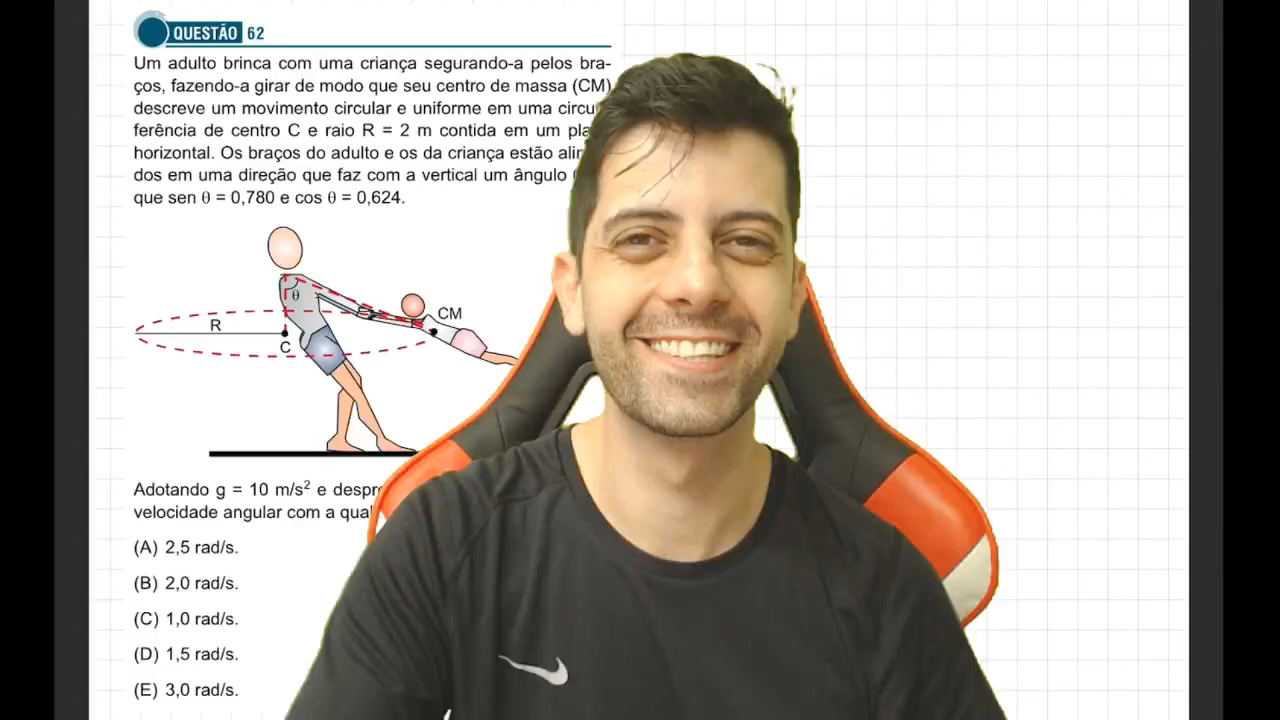 QUESTÃO 62
Um adulto brinca com uma criança segurando-a pelos bra-
ços, fazendo-a girar de modo que seu centro de massa (CM)
descreve um movimento circular e uniforme em uma circu
ferência de centro C e raio R = 2 m contida em um pla
horizontal. Os braços do adulto e os da criança estão alin
dos em uma direção que faz com a vertical um ângulo
que sen θ = 0,780 e cos θ = 0,624.
θ
CM
R
C
Adotando g = 10 m/s² e despr
velocidade angular com a qual
(A) 2,5 rad/s.
(B) 2,0 rad/s.
(C) 1,0 rad/s.
(D) 1,5 rad/s.
(E) 3,0 rad/s.